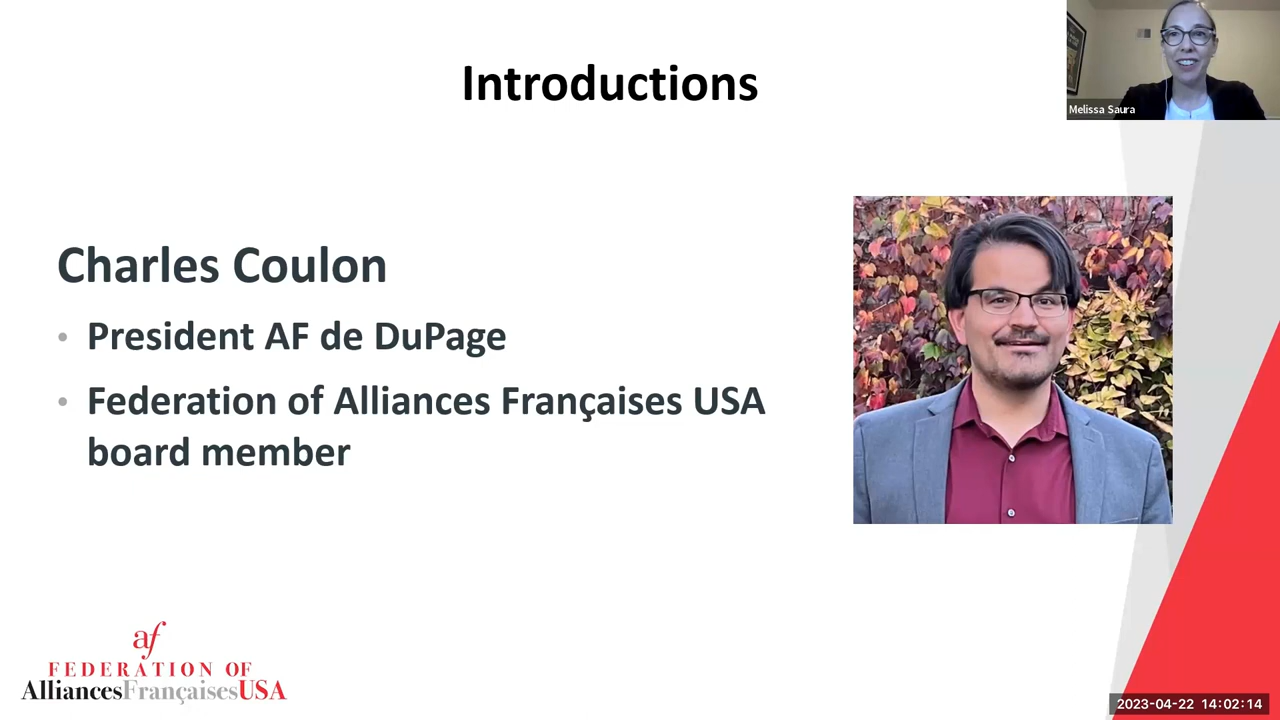 Introductions
Melissa Saura
Charles Coulon
• President AF de DuPage
• Federation of Alliances Françaises USA
board member
af
FEDERATION OF
AlliancesFrançaisesUSA
2023-04-22 14:02:14